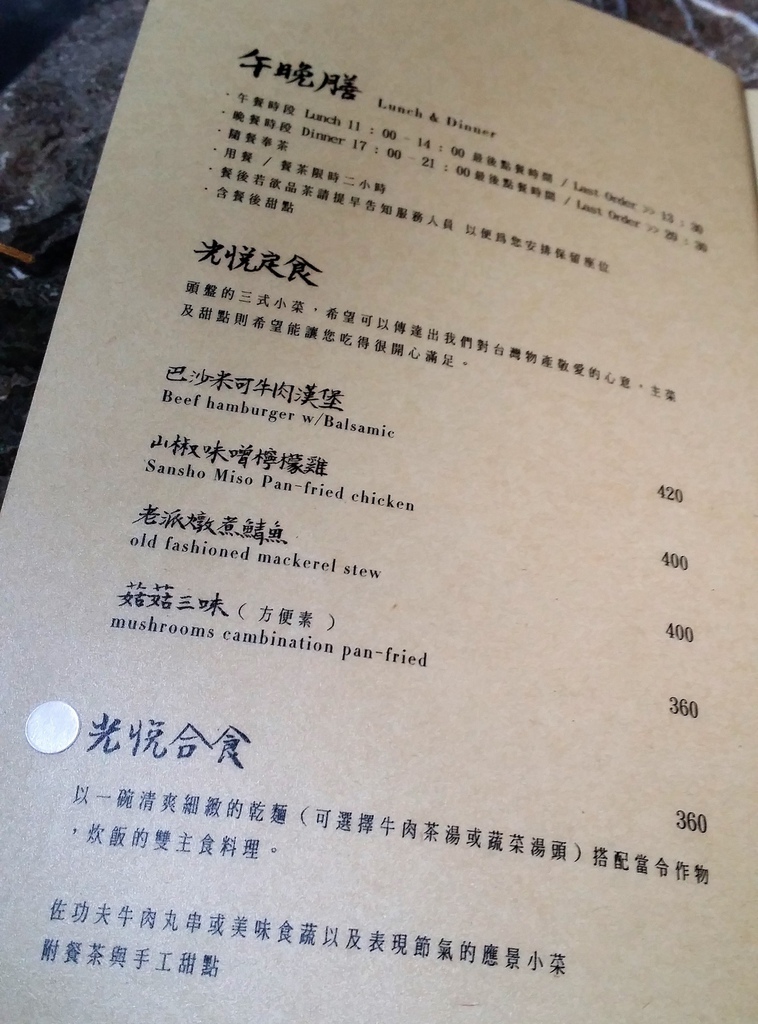 午晚膳 Lunch & Dinner
· 午餐時段 Lunch 11 : 00 - 14 : 00 最後點餐時間 / Last Order >> 13 : 30
· 晚餐時段 Dinner 17 : 00 - 21 : 00 最後點餐時間 / Last Order >> 20 : 30
· 隨餐奉茶
· 用餐 / 餐茶限時二小時
· 餐後若欲品茶請提早告知服務人員 以便為您安排保留座位
· 含餐後甜點
光悅定食
頭盤的三式小菜，希望可以傳達出我們對台灣物產敬愛的心意，主菜
及甜點則希望能讓您吃得很開心滿足。
巴沙米可牛肉漢堡
Beef hamburger w/Balsamic 420
山椒味噌檸檬雞
Sansho Miso Pan-fried chicken 400
老派燉煮鯖魚
old fashioned mackerel stew 400
菇菇三味（方便素）
mushrooms cambination pan-fried 360
光悅合食 360
以一碗清爽細緻的乾麵（可選擇牛肉茶湯或蔬菜湯頭）搭配當令作物
，炊飯的雙主食料理。
佐功夫牛肉丸串或美味食蔬以及表現節氣的應景小菜
附餐茶與手工甜點